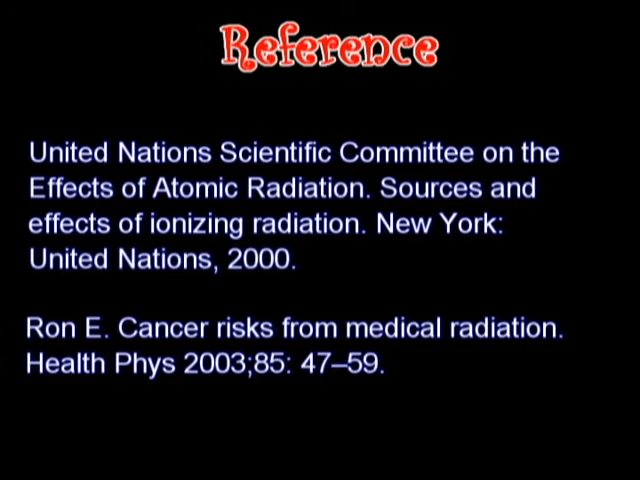 Reference
United Nations Scientific Committee on the
Effects of Atomic Radiation. Sources and
effects of ionizing radiation. New York:
United Nations, 2000.
Ron E. Cancer risks from medical radiation.
Health Phys 2003;85: 47–59.